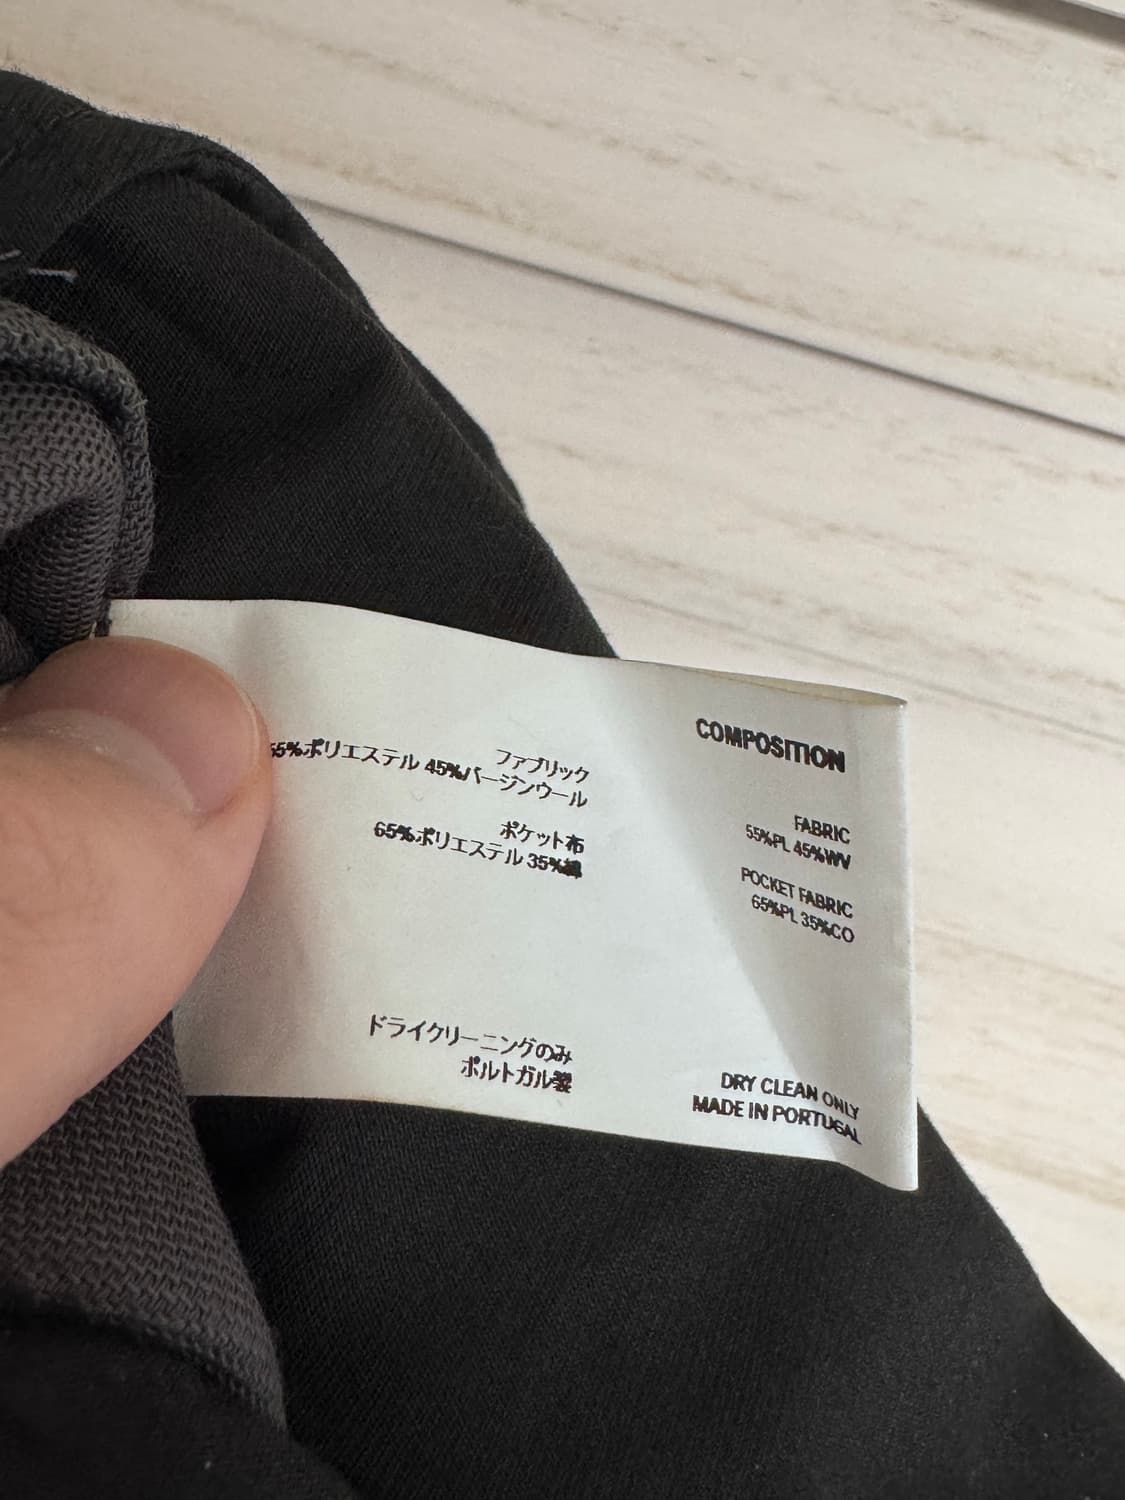 COMPOSITION
FABRIC
55%PL 45%WV
POCKET FABRIC
65%PL 35%CO
DRY CLEAN ONLY
MADE IN PORTUGAL
ファブリック
55%ポリエステル 45%バージンウール
ポケット布
65%ポリエステル 35%綿
ドライクリーニングのみ
ポルトガル製